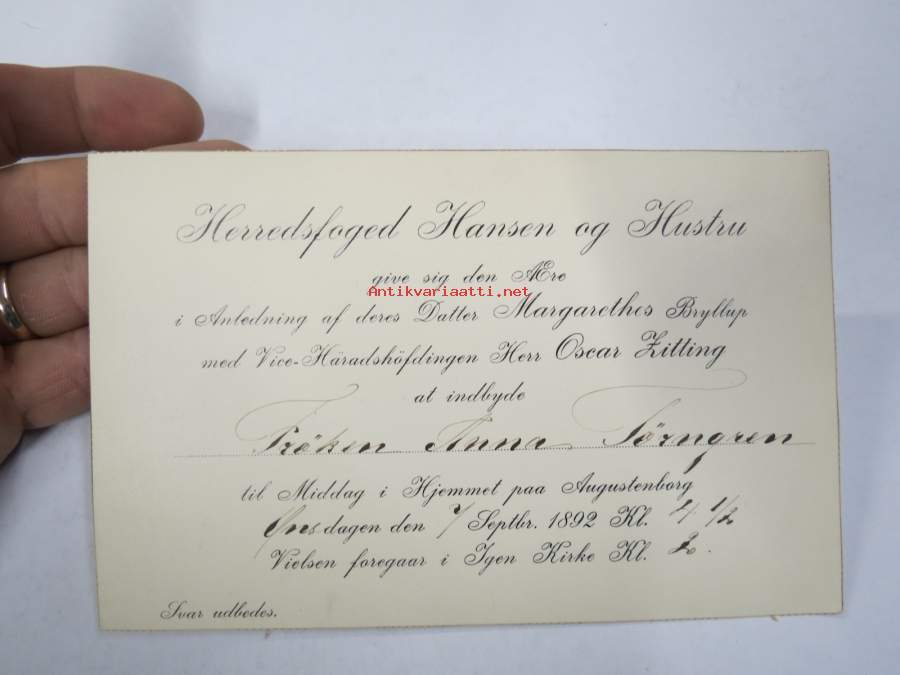 Herredsfoged Hansen og Hustru
give sig den Ære
Antikvariaatti.net
i Anledning af deres Datter Margarethes Bryllup
med Vice-Häradshöfdingen Herr Oscar Zitting
at indbyde
Fröken Anna Törngren
til Middag i Hjemmet paa Augustenborg
Onsdagen den 7 Septbr. 1892 Kl. 4 1/2
Vielsen foregaar i Igen Kirke Kl.
Svar udbedes.